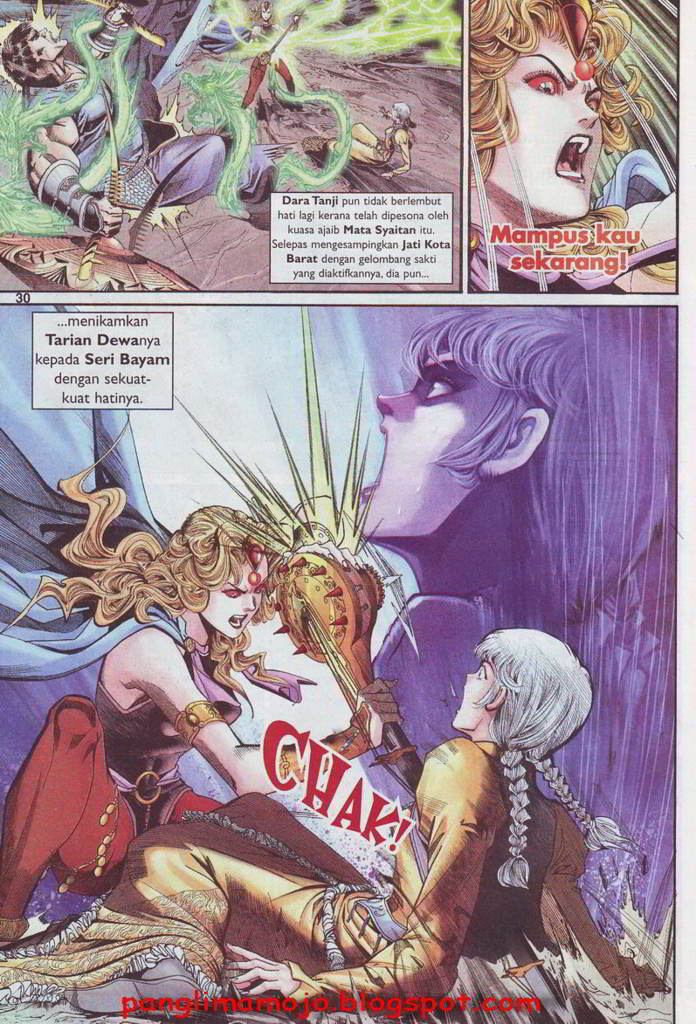 Dara Tanji pun tidak berlembut
hati lagi kerana telah dipesona oleh
kuasa ajaib Mata Syaitan itu.
Selepas mengesampingkan Jati Kota
Barat dengan gelombang sakti
yang diaktifkannya, dia pun...
Mampus kau
sekarang!
30
...menikamkan
Tarian Dewanya
kepada Seri Bayam
dengan sekuat-
kuat hatinya.
CHAK!
panglimamojo.blogspot.com